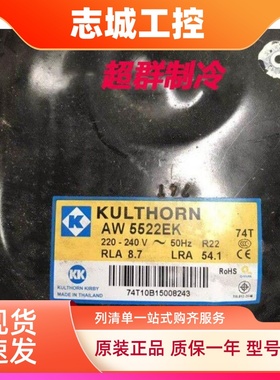 志城工控
超群制冷
KULTHORN
AW 5522EK
74T
220 - 240 V ~ 50Hz R22
RLA 8.7 LRA 54.1
RoHS
KK
KULTHORN KIRBY
MADE IN THAILAND
74T10B15008243
列清单一站式购齐服务
现货 原装正品 质保一年 型号